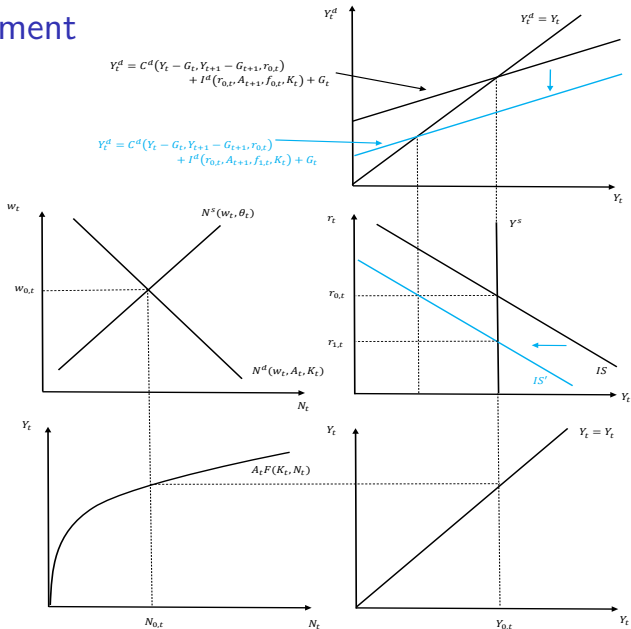 ement
Y_t^d
Y_t^d = Y_t
Y_t^d = C^d(Y_t − G_t, Y_{t+1} − G_{t+1}, r_{0,t})
+ I^d(r_{0,t}, A_{t+1}, f_{0,t}, K_t) + G_t
Y_t^d = C^d(Y_t − G_t, Y_{t+1} − G_{t+1}, r_{0,t})
+ I^d(r_{0,t}, A_{t+1}, f_{1,t}, K_t) + G_t
Y_t
w_t
N^s(w_t, θ_t)
w_{0,t}
N^d(w_t, A_t, K_t)
N_t
r_t
Y^s
r_{0,t}
r_{1,t}
IS
IS′
Y_t
Y_t
A_tF(K_t, N_t)
N_{0,t}
N_t
Y_t
Y_t = Y_t
Y_{0,t}
Y_t